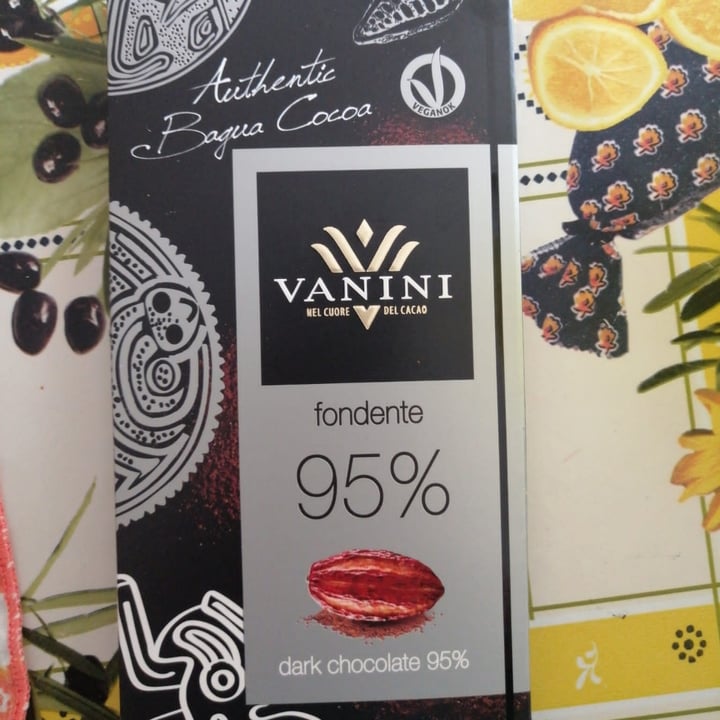 Authentic
Bagua Cocoa
VEGANOK
VANINI
NEL CUORE DEL CACAO
fondente
95%
dark chocolate 95%